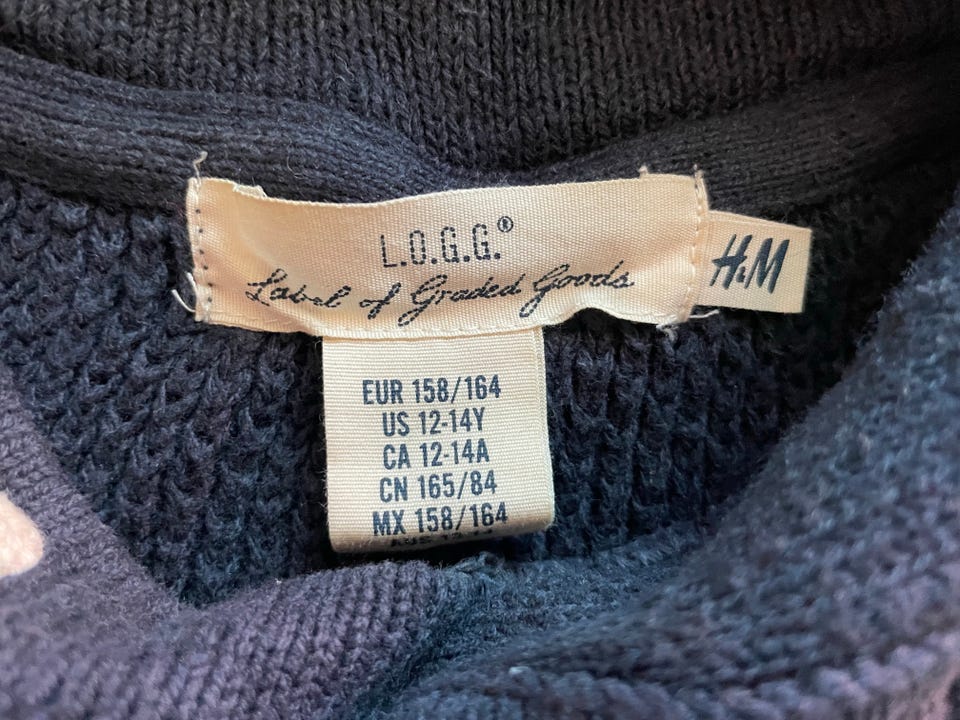 L.O.G.G.®
Label of Graded Goods
H&M
EUR 158/164
US 12-14Y
CA 12-14A
CN 165/84
MX 158/164